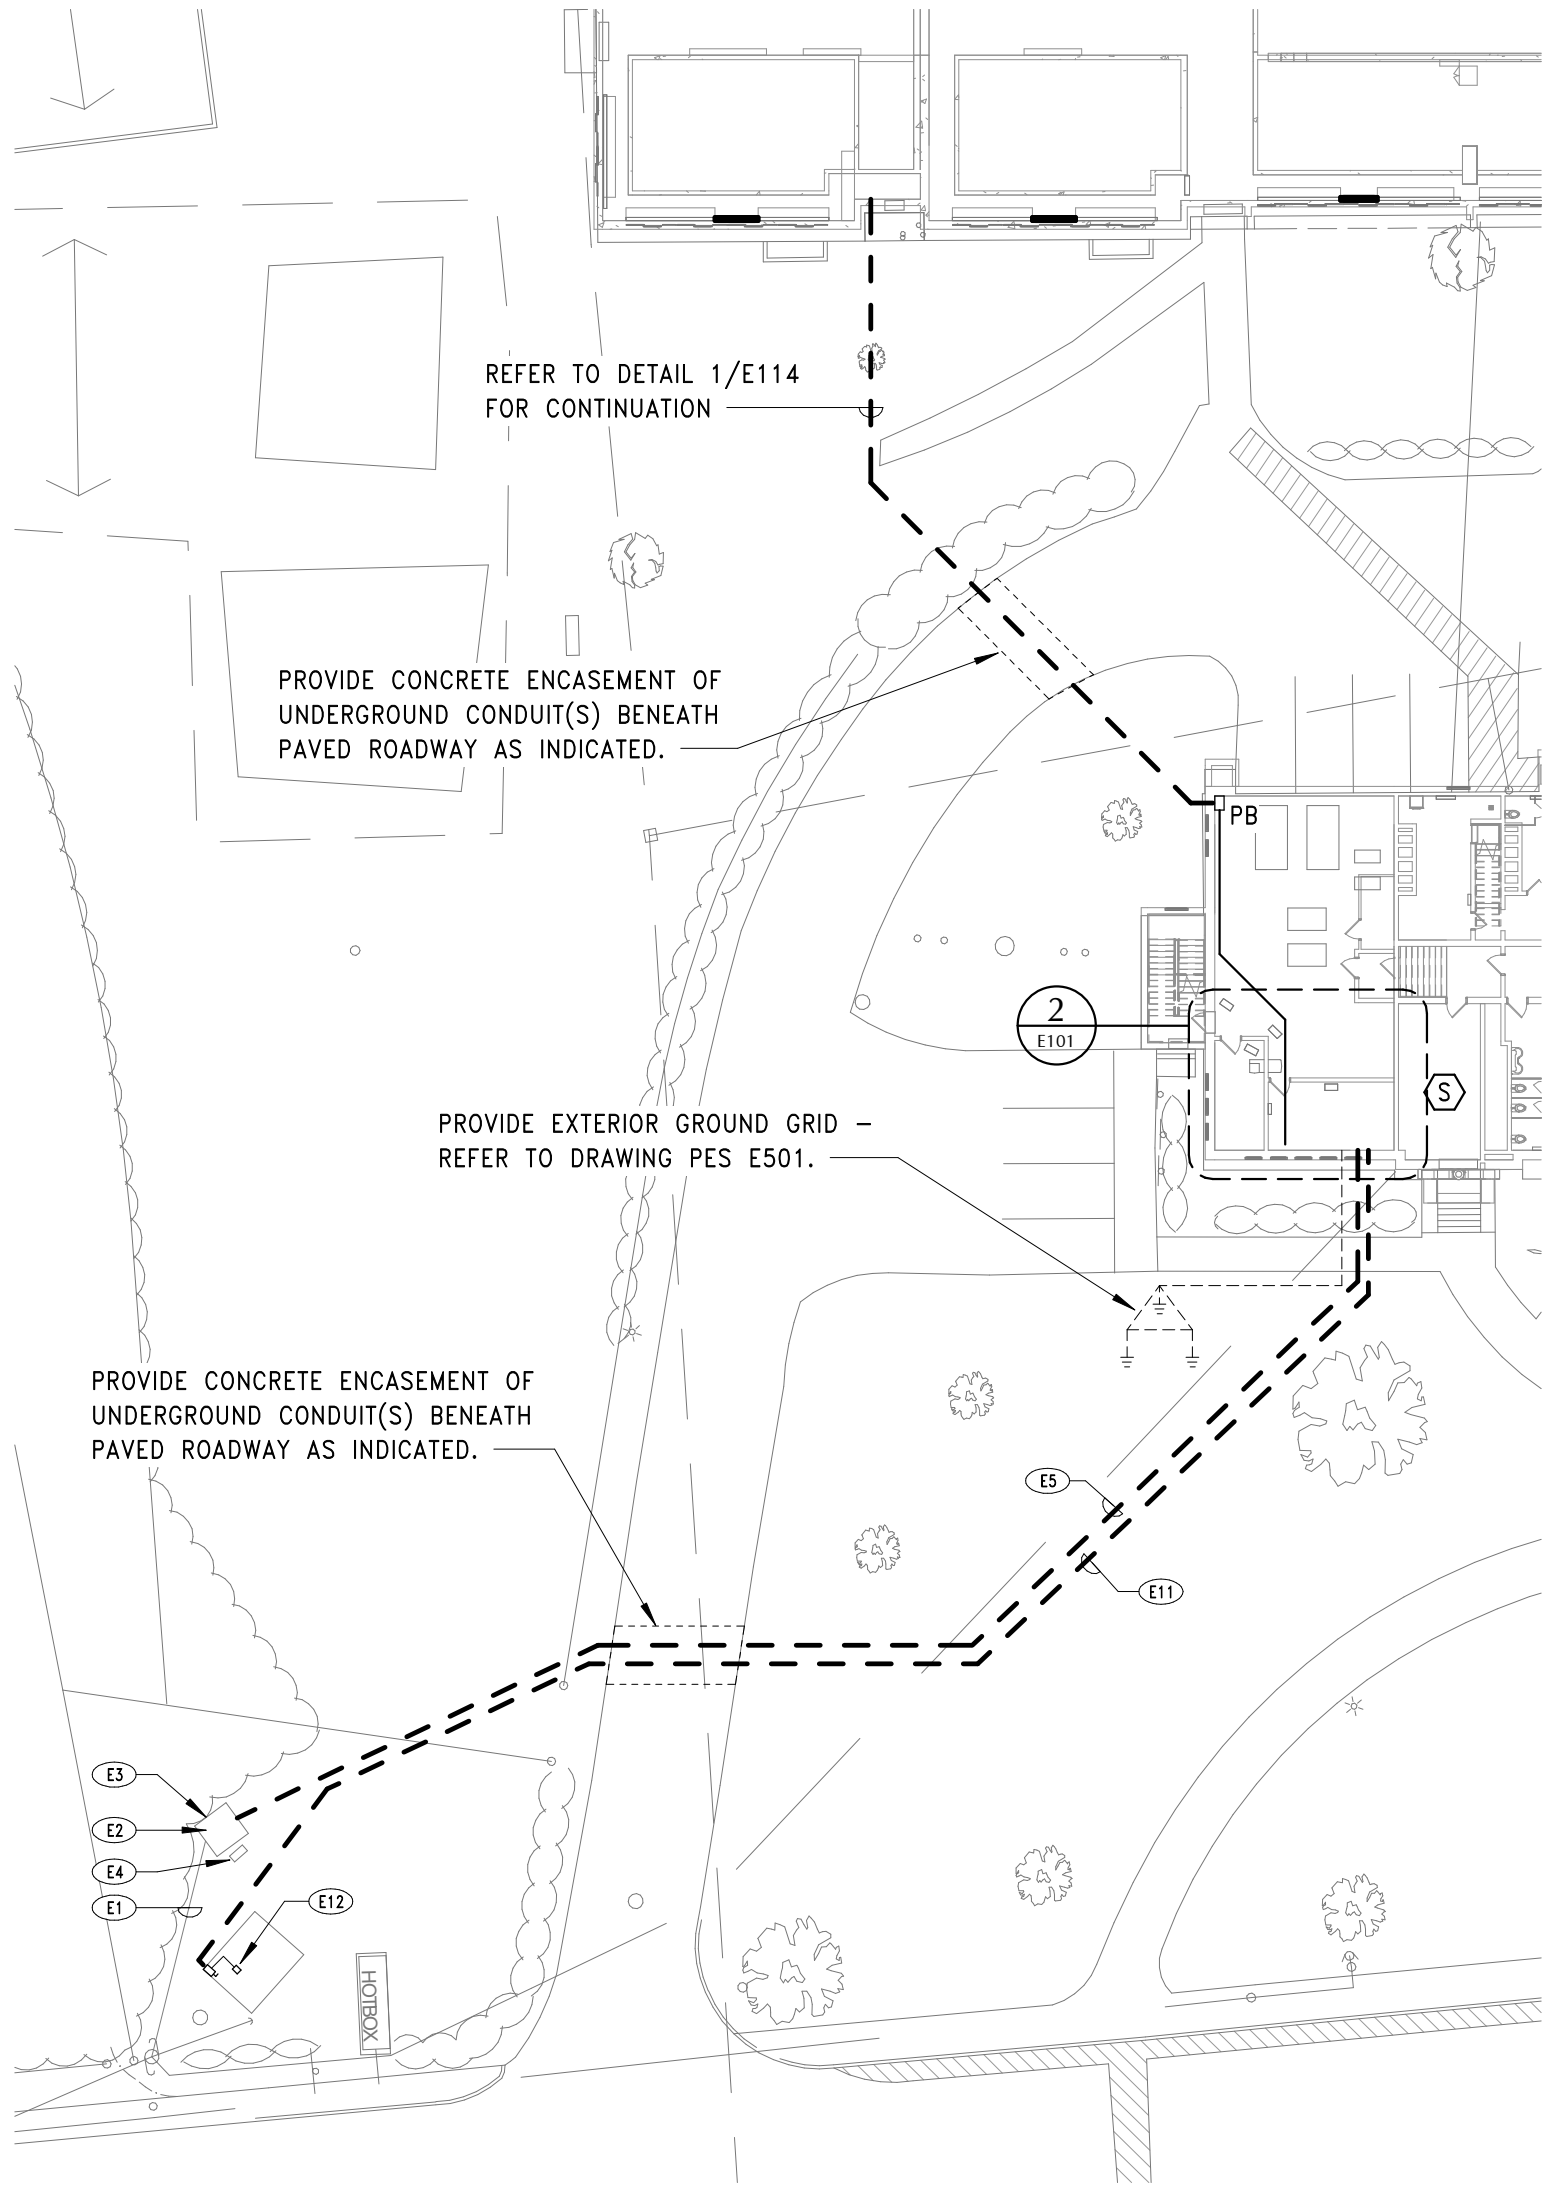 REFER TO DETAIL 1/E114
FOR CONTINUATION
PROVIDE CONCRETE ENCASEMENT OF
UNDERGROUND CONDUIT(S) BENEATH
PAVED ROADWAY AS INDICATED.
PB
2
E101
S
PROVIDE EXTERIOR GROUND GRID –
REFER TO DRAWING PES E501.
PROVIDE CONCRETE ENCASEMENT OF
UNDERGROUND CONDUIT(S) BENEATH
PAVED ROADWAY AS INDICATED.
E5
E11
E3
E2
E4
E1
E12
HOTBOX